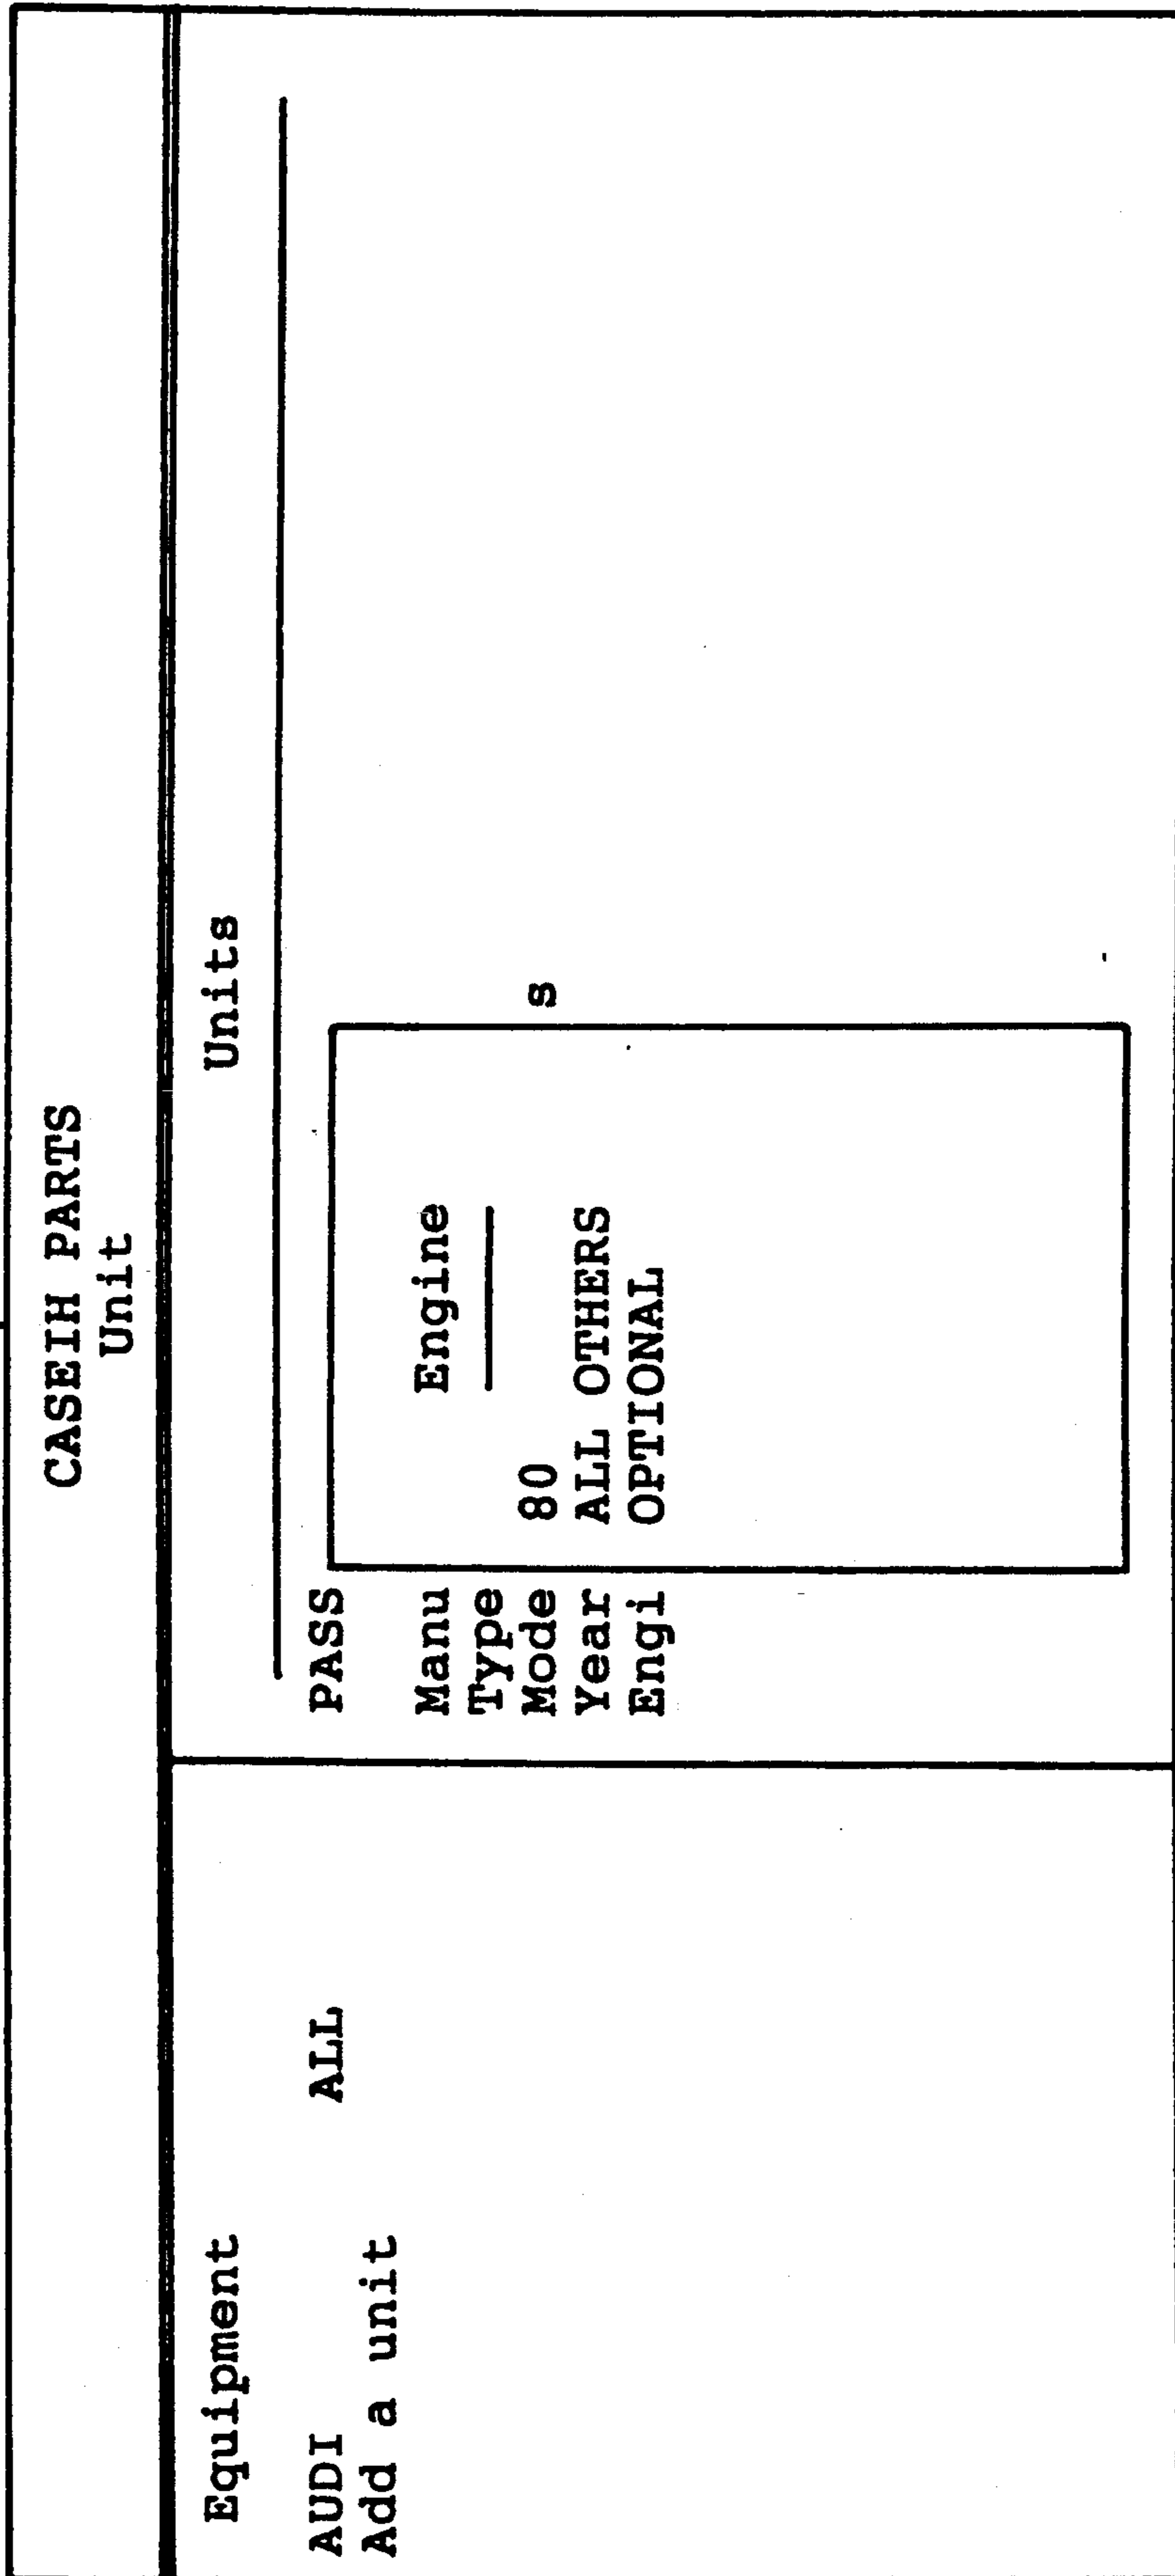 CASEIH PARTS
Unit
Equipment
AUDI ALL
Add a unit
Units
PASS
Manu
Type
Mode s
Year
Engi
Engine
80
ALL OTHERS
OPTIONAL